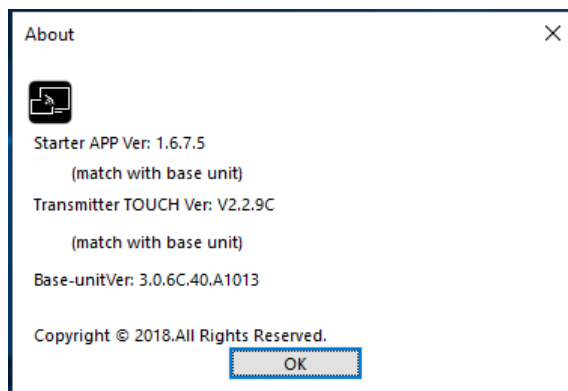 About
Starter APP Ver: 1.6.7.5
(match with base unit)
Transmitter TOUCH Ver: V2.2.9C
(match with base unit)
Base-unitVer: 3.0.6C.40.A1013
Copyright © 2018.All Rights Reserved.
OK